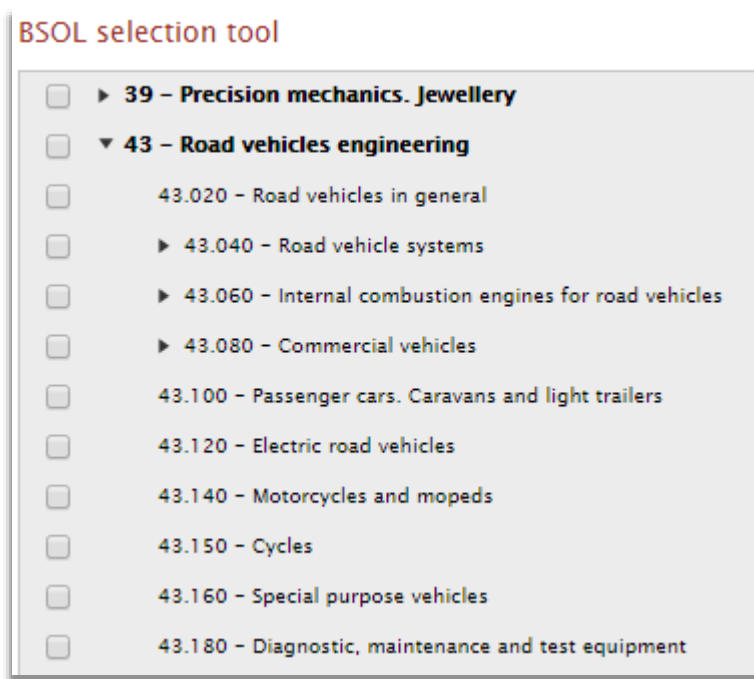 BSOL selection tool
39 – Precision mechanics. Jewellery
43 – Road vehicles engineering
43.020 – Road vehicles in general
43.040 – Road vehicle systems
43.060 – Internal combustion engines for road vehicles
43.080 – Commercial vehicles
43.100 – Passenger cars. Caravans and light trailers
43.120 – Electric road vehicles
43.140 – Motorcycles and mopeds
43.150 – Cycles
43.160 – Special purpose vehicles
43.180 – Diagnostic, maintenance and test equipment